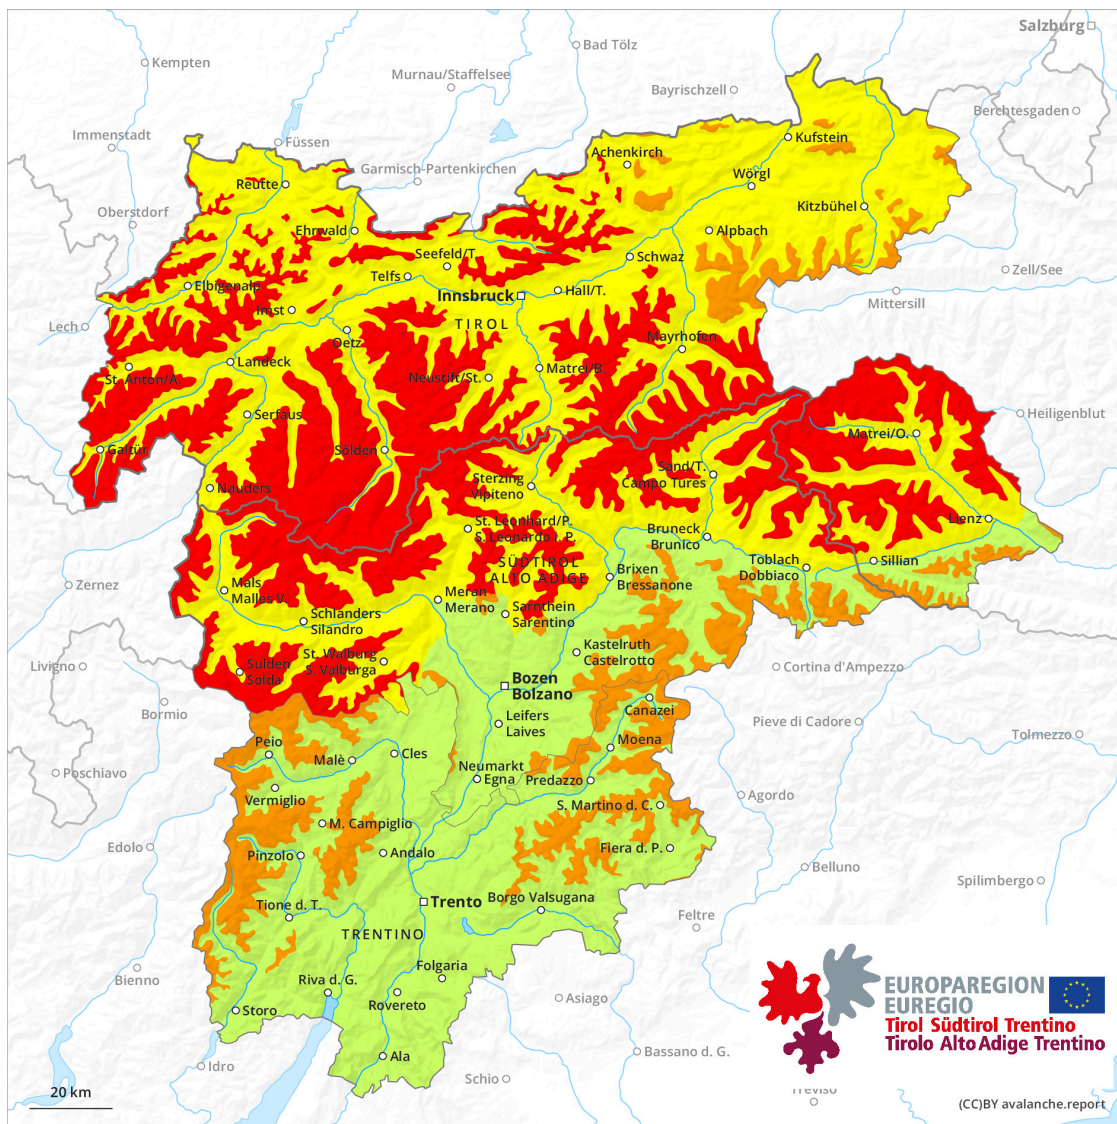 Salzburg
Bad Tölz
Kempten
Murnau/Staffelsee
Bayrischzell
Berchtesgaden
Immenstadt
Füssen
Kufstein
Achenkirch
Garmisch-Partenkirchen
Wörgl
Reutte
Oberstdorf
Kitzbühel
Ehrwald
Alpbach
Seefeld/T.
Schwaz
Zell/See
Telfs
Elbigenalp
Innsbruck
Hall/T.
Mittersill
Imst
Lech
TIROL
Oetz
Mayrhofen
Landeck
St. Anton/A.
Neustift/St.
Matrei/B.
Serfaus
Heiligenblut
Matrei/O.
Galtür
Sölden
Sand/T.
Campo Tures
Sterzing
Vipiteno
Nauders
St. Leonhard/P.
S. Leonardo i. P.
Lienz
Bruneck
Brunico
SÜDTIROL
ALTO ADIGE
Toblach
Dobbiaco
Sillian
Brixen
Bressanone
Zernez
Mals
Malles V.
Meran
Merano
Sarnthein
Sarentino
Schlanders
Silandro
Kastelruth
Castelrotto
St. Walburg
S. Valburga
Livigno
Sulden
Solda
Cortina d'Ampezzo
Bozen
Bolzano
Bormio
Canazei
Leifers
Laives
Pieve di Cadore
Tolmezzo
Peio
Moena
Cles
Malè
Poschiavo
Neumarkt
Egna
Predazzo
Vermiglio
Agordo
S. Martino d. C.
M. Campiglio
Edolo
Fiera d. P.
Pinzolo
Andalo
Belluno
Spilimbergo
Trento
Borgo Valsugana
Tione d. T.
Feltre
TRENTINO
Folgaria
Bienno
Riva d. G.
Rovereto
Asiago
Storo
EUROPAREGION
EUREGIO
Tirol Südtirol Trentino
Tirolo Alto Adige Trentino
Ala
Bassano d. G.
Idro
Schio
Treviso
20 km
(CC)BY avalanche.report